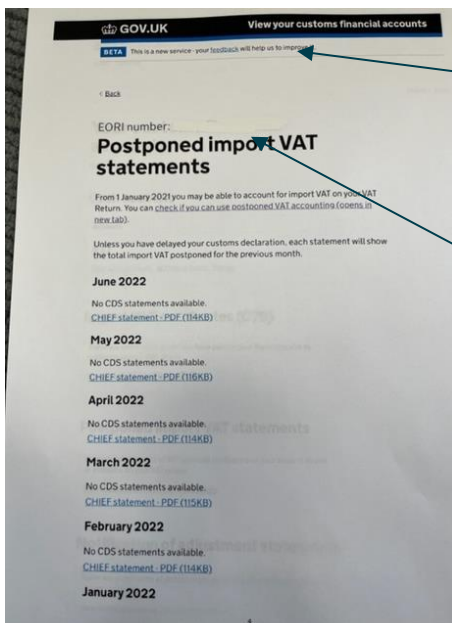 GOV.UK View your customs financial accounts
BETA This is a new service - your feedback will help us to improve
< Back
EORI number:
Postponed import VAT
statements
From 1 January 2021 you may be able to account for import VAT on your VAT
Return. You can check if you can use postponed VAT accounting (opens in
new tab).
Unless you have delayed your customs declaration, each statement will show
the total import VAT postponed for the previous month.
June 2022
No CDS statements available.
CHIEF statement - PDF (114KB)
May 2022
No CDS statements available.
CHIEF statement - PDF (116KB)
April 2022
No CDS statements available.
CHIEF statement - PDF (114KB)
March 2022
No CDS statements available.
CHIEF statement - PDF (115KB)
February 2022
No CDS statements available.
CHIEF statement - PDF (114KB)
January 2022